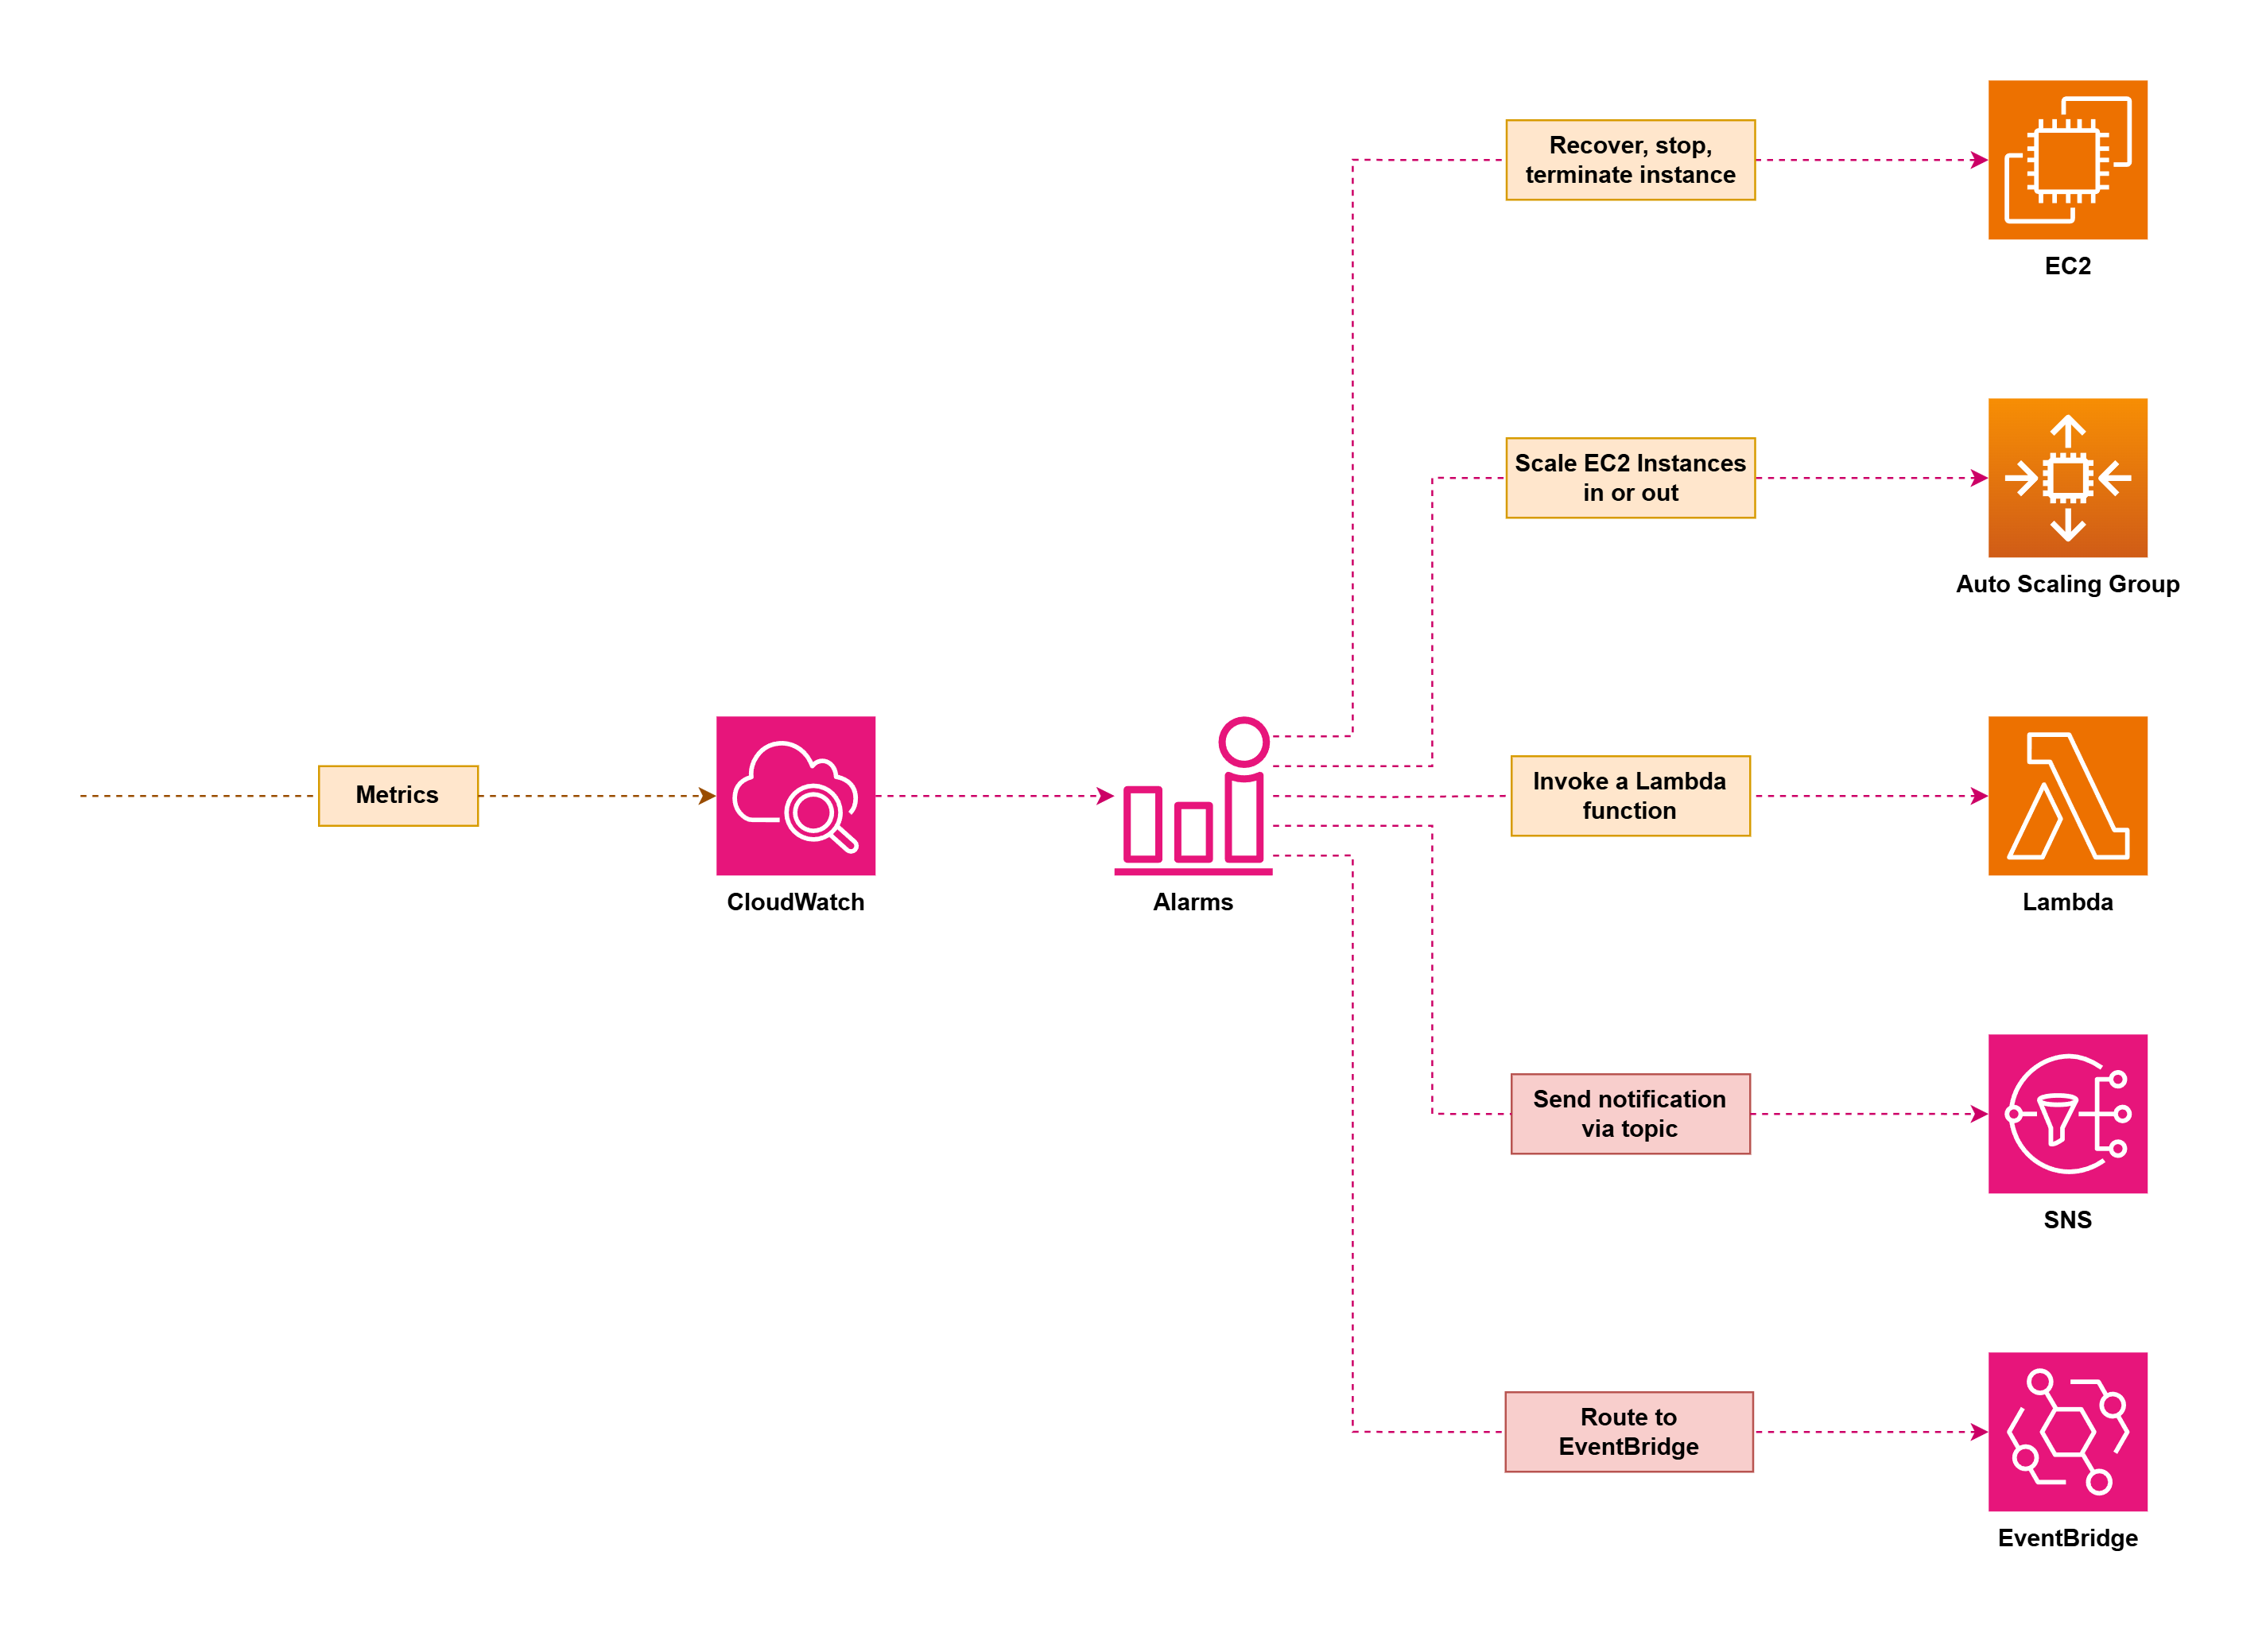 Recover, stop,
terminate instance
EC2
Scale EC2 Instances
in or out
Auto Scaling Group
Metrics
CloudWatch
Alarms
Invoke a Lambda
function
Lambda
Send notification
via topic
SNS
Route to
EventBridge
EventBridge